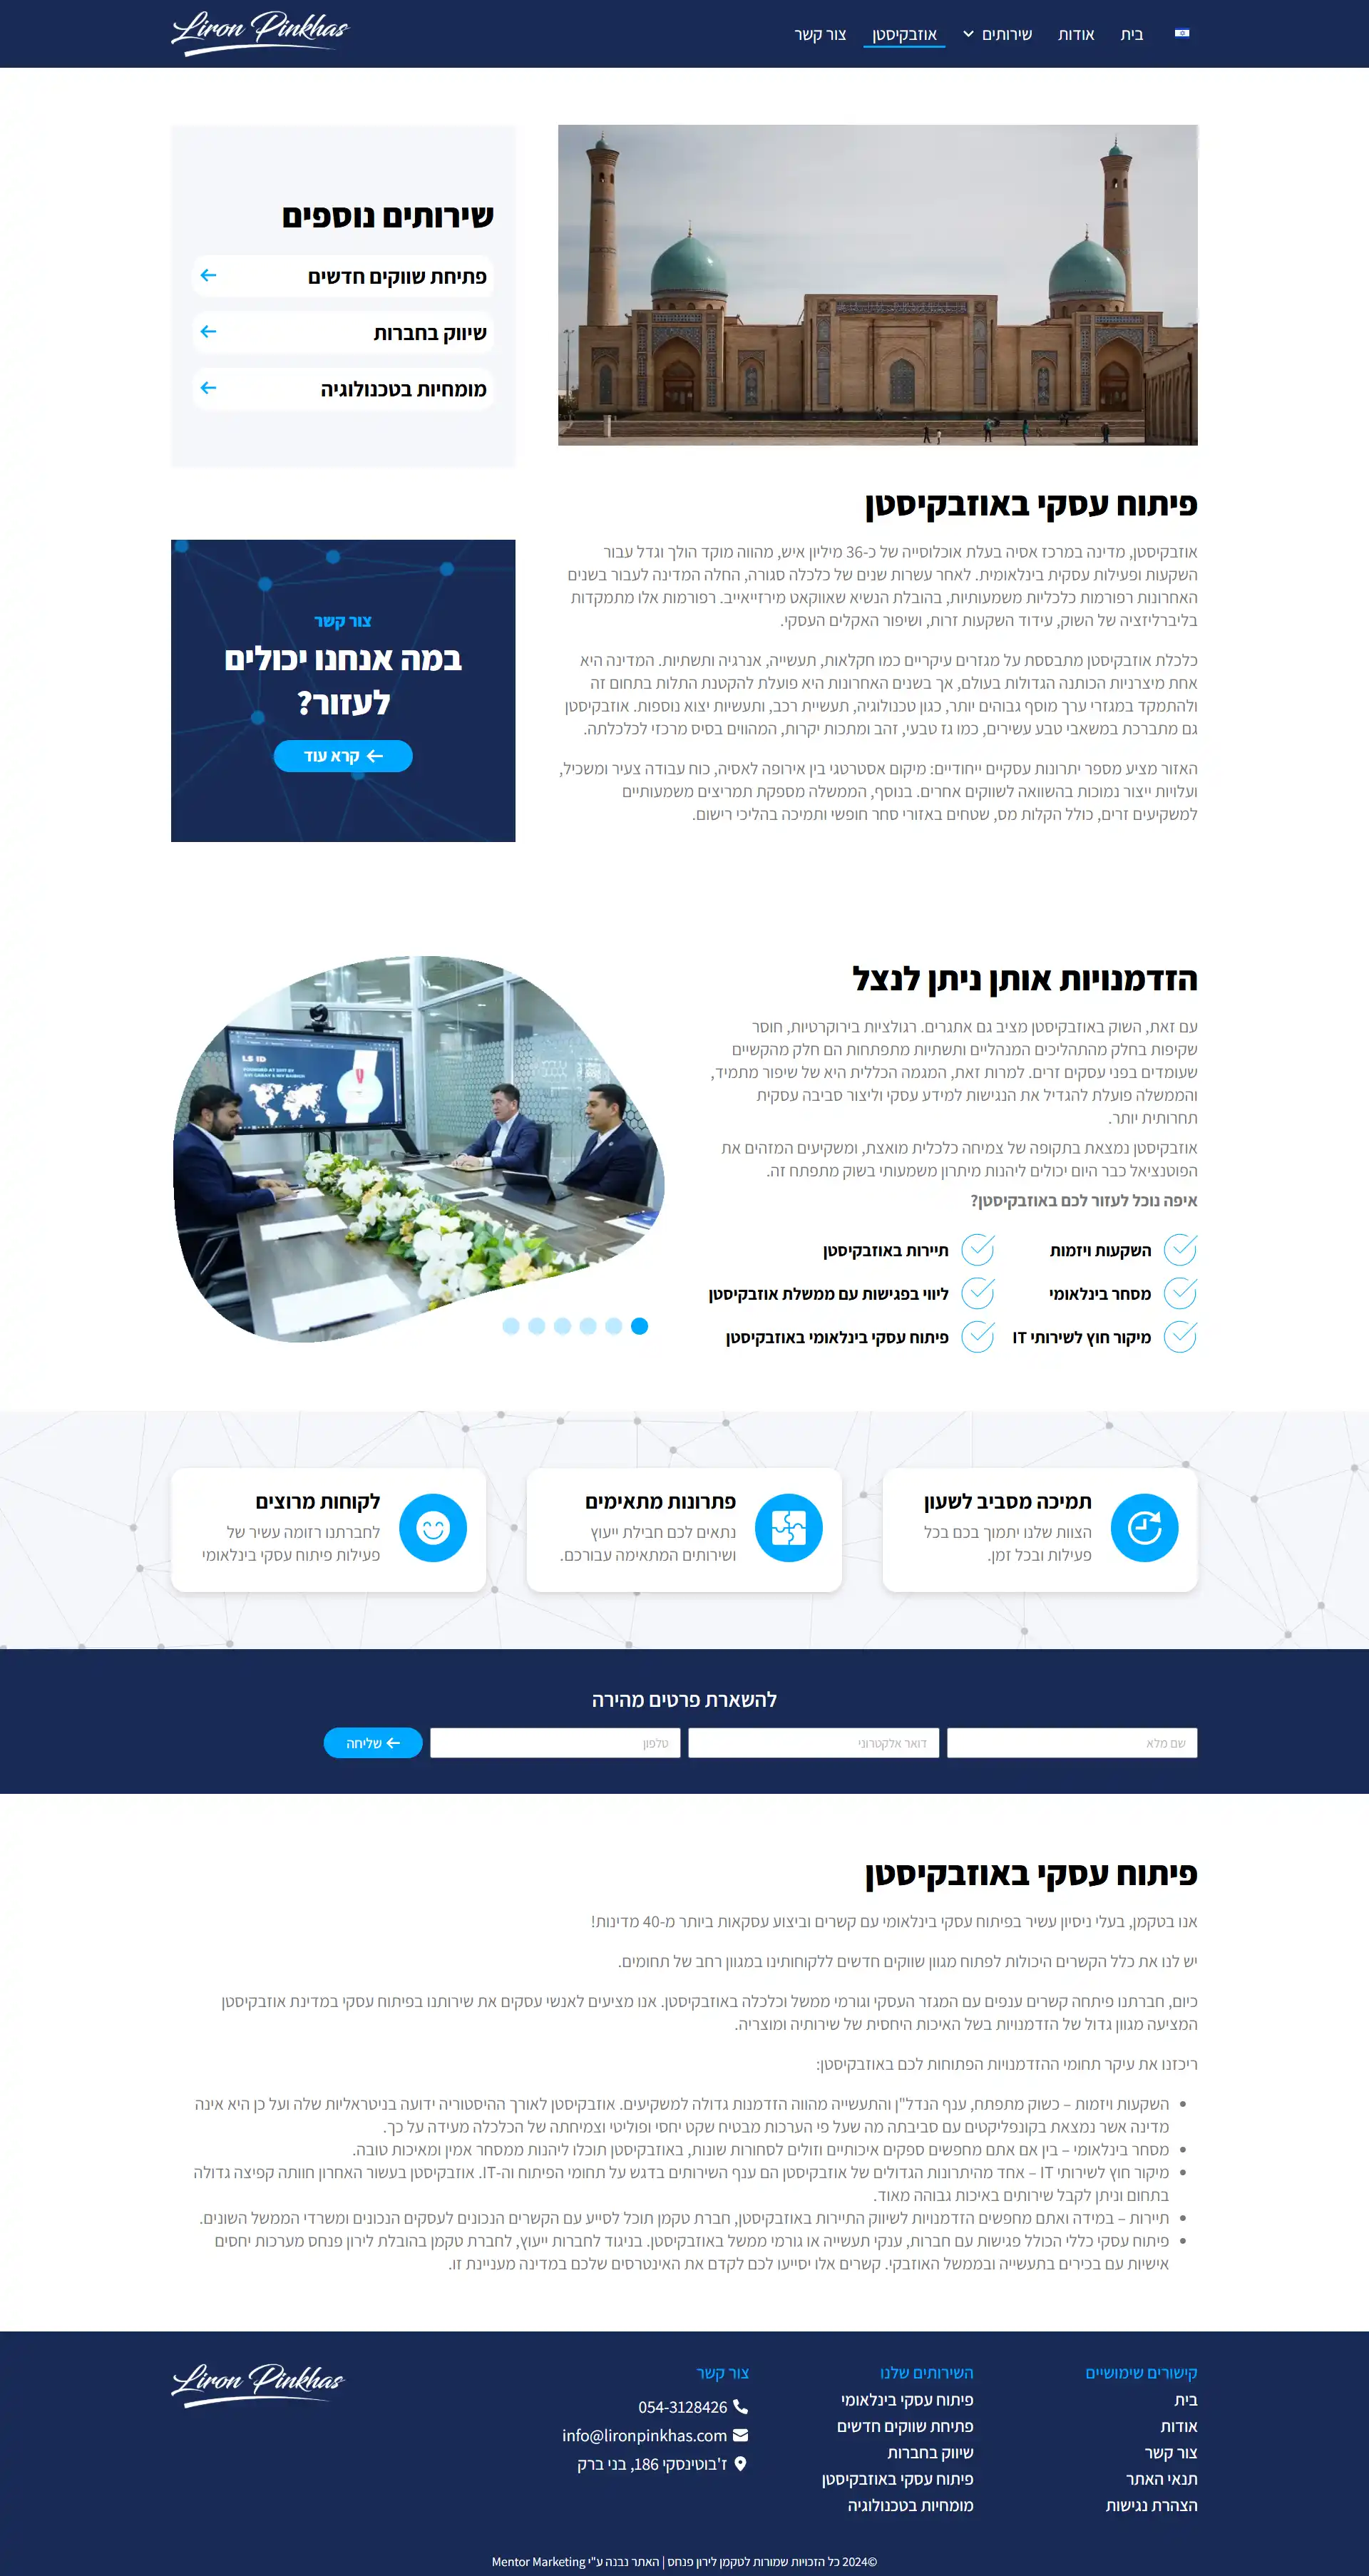 בית
אודות
שירותים
אוזבקיסטן
צור קשר
Liron Pinkhas
פיתוח עסקי באוזבקיסטן
אוזבקיסטן, מדינה במרכז אסיה בעלת אוכלוסייה של כ-36 מיליון איש, מהווה מוקד הולך וגדל עבור
השקעות ופעילות עסקית בינלאומית. לאחר עשרות שנים של כלכלה סגורה, החלה המדינה לעבור בשנים
האחרונות רפורמות כלכליות משמעותיות, בהובלת הנשיא שאווקאט מירזייאייב. רפורמות אלו מתמקדות
בליברליזציה של השוק, עידוד השקעות זרות, ושיפור האקלים העסקי.
כלכלת אוזבקיסטן מתבססת על מגזרים עיקריים כמו חקלאות, תעשייה, אנרגיה ותשתיות. המדינה היא
אחת מיצרניות הכותנה הגדולות בעולם, אך בשנים האחרונות היא פועלת להקטנת התלות בתחום זה
ולהתמקד במגזרי ערך מוסף גבוהים יותר, כגון טכנולוגיה, תעשיית רכב, ותעשיות יצוא נוספות. אוזבקיסטן
גם מתברכת במשאבי טבע עשירים, כמו גז טבעי, זהב ומתכות יקרות, המהווים בסיס מרכזי לכלכלתה.
האזור מציע מספר יתרונות עסקיים ייחודיים: מיקום אסטרטגי בין אירופה לאסיה, כוח עבודה צעיר ומשכיל,
ועלויות ייצור נמוכות בהשוואה לשווקים אחרים. בנוסף, הממשלה מספקת תמריצים משמעותיים
למשקיעים זרים, כולל הקלות מס, שטחים באזורי סחר חופשי ותמיכה בהליכי רישום.
שירותים נוספים
פתיחת שווקים חדשים
שיווק בחברות
מומחיות בטכנולוגיה
צור קשר
במה אנחנו יכולים
לעזור?
קרא עוד
הזדמנויות אותן ניתן לנצל
עם זאת, השוק באוזבקיסטן מציב גם אתגרים. רגולציות בירוקרטיות, חוסר
שקיפות בחלק מהתהליכים המנהליים ותשתיות מתפתחות הם חלק מהקשיים
שעומדים בפני עסקים זרים. למרות זאת, המגמה הכללית היא של שיפור מתמיד,
והממשלה פועלת להגדיל את הנגישות למידע עסקי וליצור סביבה עסקית
תחרותית יותר.
אוזבקיסטן נמצאת בתקופה של צמיחה כלכלית מואצת, ומשקיעים המזהים את
הפוטנציאל כבר היום יכולים ליהנות מיתרון משמעותי בשוק מתפתח זה.
איפה נוכל לעזור לכם באוזבקיסטן?
השקעות ויזמות
תיירות באוזבקיסטן
מסחר בינלאומי
ליווי בפגישות עם ממשלת אוזבקיסטן
מיקור חוץ לשירותי IT
פיתוח עסקי בינלאומי באוזבקיסטן
LS ID
תמיכה מסביב לשעון
הצוות שלנו יתמוך בכם בכל
פעילות ובכל זמן.
פתרונות מתאימים
נתאים לכם חבילת ייעוץ
ושירותים המתאימה עבורכם.
לקוחות מרוצים
לחברתנו רזומה עשיר של
פעילות פיתוח עסקי בינלאומי
להשארת פרטים מהירה
שם מלא
דואר אלקטרוני
טלפון
שליחה
פיתוח עסקי באוזבקיסטן
אנו בטקמן, בעלי ניסיון עשיר בפיתוח עסקי בינלאומי עם קשרים וביצוע עסקאות ביותר מ-40 מדינות!
יש לנו את כלל הקשרים היכולות לפתוח מגוון שווקים חדשים ללקוחותינו במגוון רחב של תחומים.
כיום, חברתנו פיתחה קשרים ענפים עם המגזר העסקי וגורמי ממשל וכלכלה באוזבקיסטן. אנו מציעים לאנשי עסקים את שירותנו בפיתוח עסקי במדינת אוזבקיסטן
המציעה מגוון גדול של הזדמנויות בשל האיכות היחסית של שירותיה ומוצריה.
ריכזנו את עיקר תחומי ההזדמנויות הפתוחות לכם באוזבקיסטן:
השקעות ויזמות – כשוק מתפתח, ענף הנדל"ן והתעשייה מהווה הזדמנות גדולה למשקיעים. אוזבקיסטן לאורך ההיסטוריה ידועה בניטראליות שלה ועל כן היא אינה
מדינה אשר נמצאת בקונפליקטים עם סביבתה מה שעל פי הערכות מבטיח שקט יחסי ופוליטי וצמיחתה של הכלכלה מעידה על כך.
מסחר בינלאומי – בין אם אתם מחפשים ספקים איכותיים וזולים לסחורות שונות, באוזבקיסטן תוכלו ליהנות ממסחר אמין ומאיכות טובה.
מיקור חוץ לשירותי IT – אחד מהיתרונות הגדולים של אוזבקיסטן הם ענף השירותים בדגש על תחומי הפיתוח וה-IT. אוזבקיסטן בעשור האחרון חוותה קפיצה גדולה
בתחום וניתן לקבל שירותים באיכות גבוהה מאוד.
תיירות – במידה ואתם מחפשים הזדמנויות לשיווק התיירות באוזבקיסטן, חברת טקמן תוכל לסייע עם הקשרים הנכונים לעסקים הנכונים ומשרדי הממשל השונים.
פיתוח עסקי כללי הכולל פגישות עם חברות, ענקי תעשייה או גורמי ממשל באוזבקיסטן. בניגוד לחברות ייעוץ, לחברת טקמן בהובלת לירון פנחס מערכות יחסים
אישיות עם בכירים בתעשייה ובממשל האוזבקי. קשרים אלו יסייעו לכם לקדם את האינטרסים שלכם במדינה מעניינת זו.
קישורים שימושיים
בית
אודות
צור קשר
תנאי האתר
הצהרת נגישות
השירותים שלנו
פיתוח עסקי בינלאומי
פתיחת שווקים חדשים
שיווק בחברות
פיתוח עסקי באוזבקיסטן
מומחיות בטכנולוגיה
צור קשר
054-3128426
info@lironpinkhas.com
ז'בוטינסקי 186, בני ברק
Liron Pinkhas
©2024 כל הזכויות שמורות לטקמן לירון פנחס | האתר נבנה ע"י Mentor Marketing